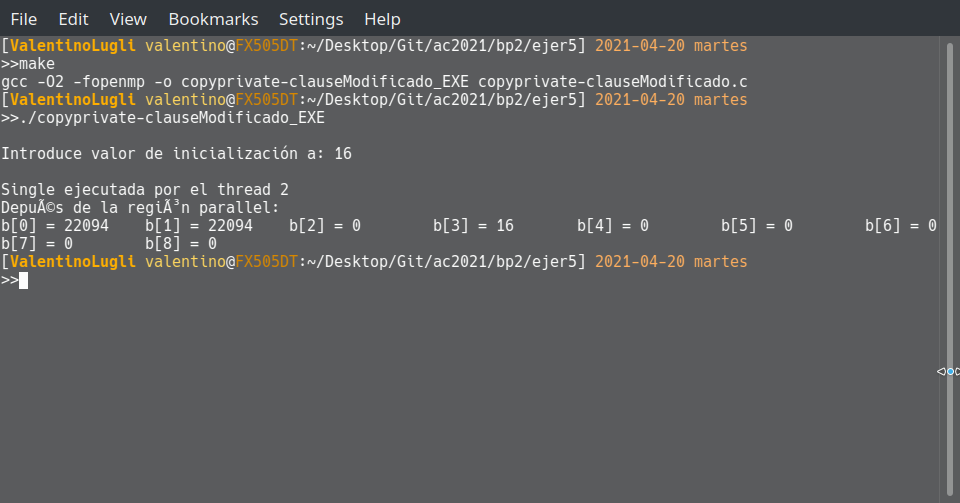 File Edit View Bookmarks Settings Help
[ValentinoLugli valentino@FX505DT:~/Desktop/Git/ac2021/bp2/ejer5] 2021-04-20 martes
>>make
gcc -O2 -fopenmp -o copyprivate-clauseModificado_EXE copyprivate-clauseModificado.c
[ValentinoLugli valentino@FX505DT:~/Desktop/Git/ac2021/bp2/ejer5] 2021-04-20 martes
>>./copyprivate-clauseModificado_EXE
Introduce valor de inicialización a: 16
Single ejecutada por el thread 2
DepuÃ©s de la regiÃ³n parallel:
b[0] = 22094 b[1] = 22094 b[2] = 0 b[3] = 16 b[4] = 0 b[5] = 0 b[6] = 0
b[7] = 0 b[8] = 0
[ValentinoLugli valentino@FX505DT:~/Desktop/Git/ac2021/bp2/ejer5] 2021-04-20 martes
>>